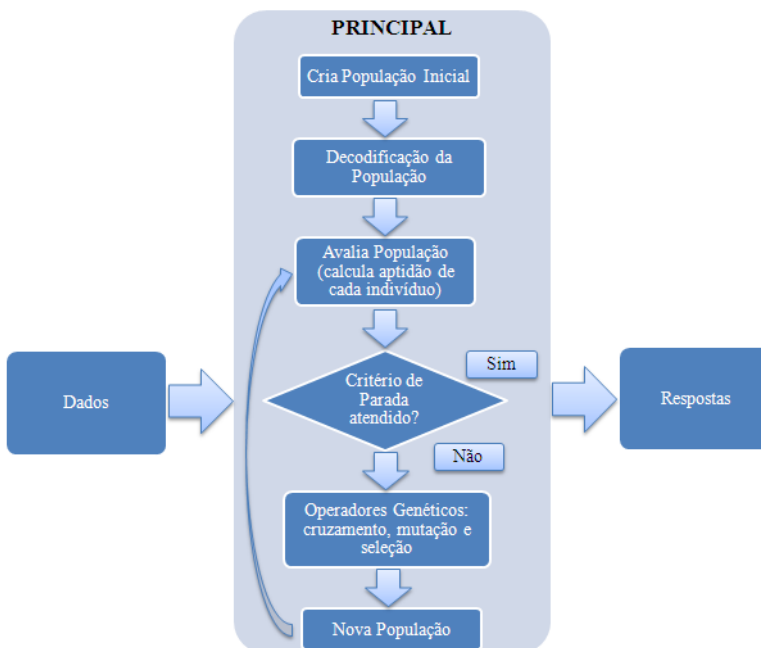 PRINCIPAL
Cria População Inicial
Decodificação da
População
Avalia População
(calcula aptidão de
cada indivíduo)
Dados
Critério de
Parada
atendido?
Sim
Respostas
Não
Operadores Genéticos:
cruzamento, mutação e
seleção
Nova População